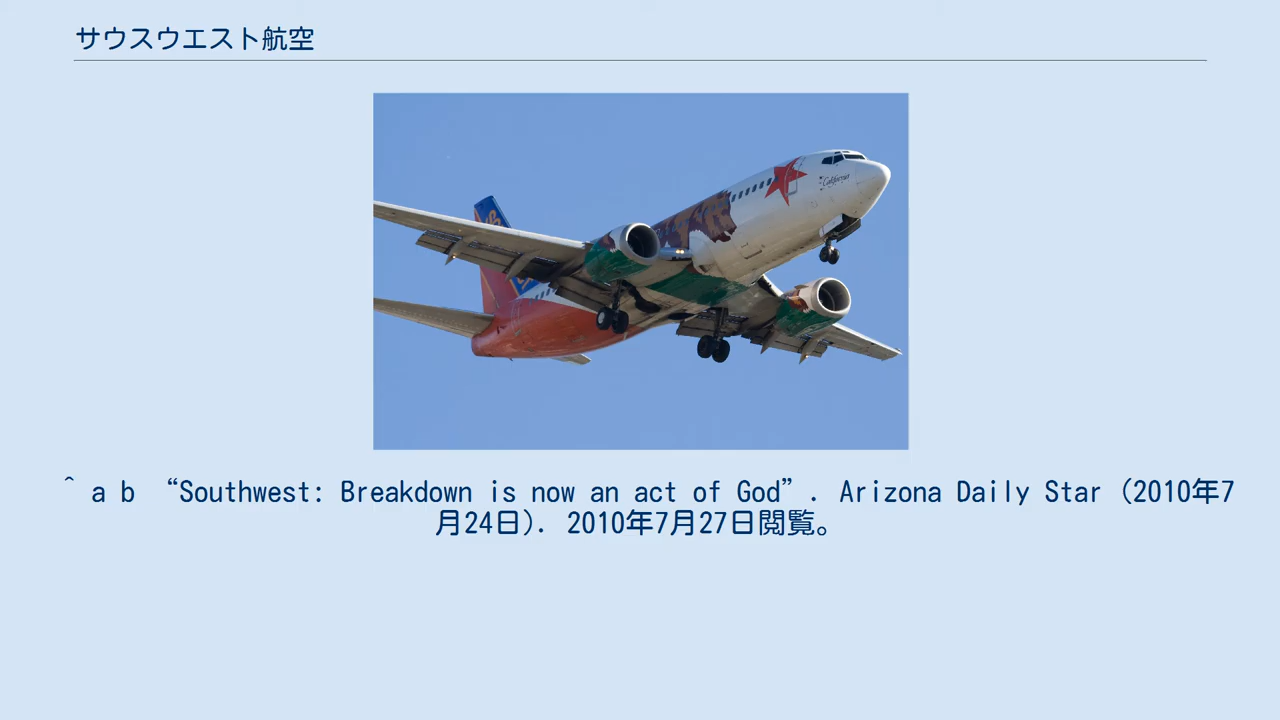 サウスウエスト航空
California
^ a b “Southwest: Breakdown is now an act of God”. Arizona Daily Star (2010年7
月24日). 2010年7月27日閲覧。